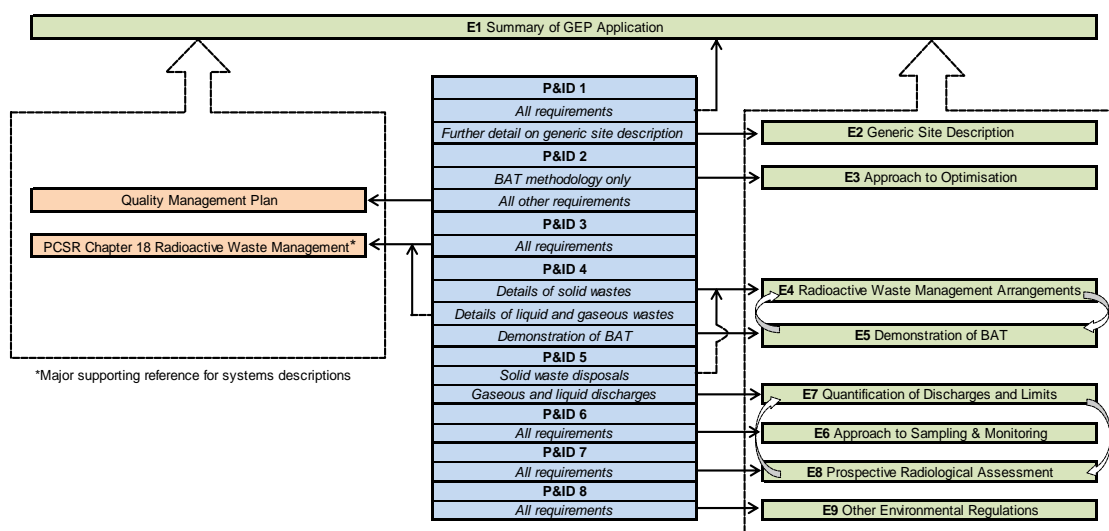 E1 Summary of GEP Application
P&ID 1
All requirements
Further detail on generic site description
E2 Generic Site Description
P&ID 2
BAT methodology only
E3 Approach to Optimisation
All other requirements
Quality Management Plan
P&ID 3
All requirements
PCSR Chapter 18 Radioactive Waste Management*
P&ID 4
Details of solid wastes
E4 Radioactive Waste Management Arrangements
Details of liquid and gaseous wastes
Demonstration of BAT
E5 Demonstration of BAT
P&ID 5
*Major supporting reference for systems descriptions
Solid waste disposals
Gaseous and liquid discharges
E7 Quantification of Discharges and Limits
P&ID 6
All requirements
E6 Approach to Sampling & Monitoring
P&ID 7
All requirements
E8 Prospective Radiological Assessment
P&ID 8
All requirements
E9 Other Environmental Regulations